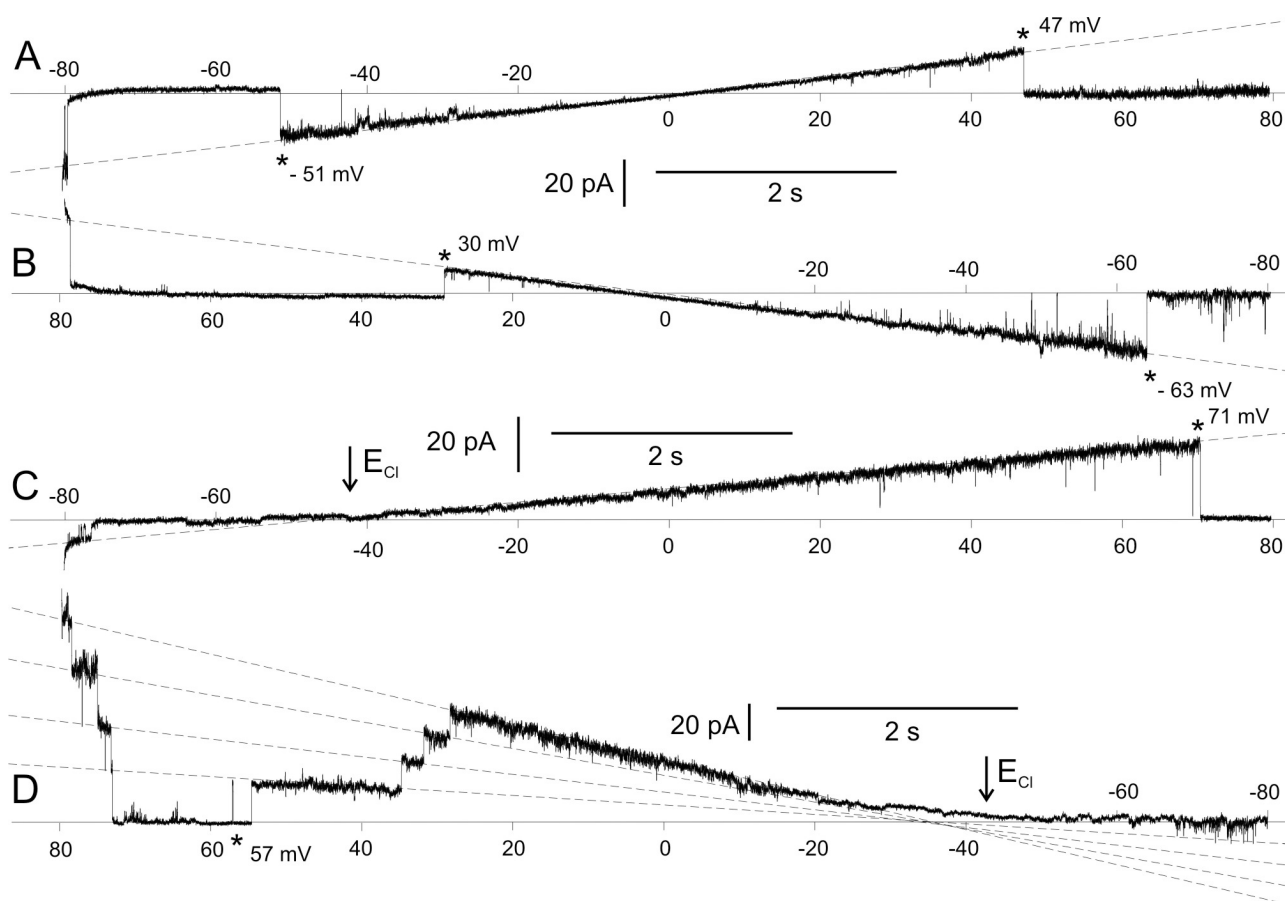 A
-80 -60 -40 -20
* 47 mV
0 20 40 60 80
* - 51 mV
20 pA 2 s
B
* 30 mV
-20 -40 -60 -80
80 60 40 20 0
* - 63 mV
71 mV
*
20 pA 2 s
E_Cl
C
-80 -60
-40 -20 0 20 40 60 80
20 pA 2 s
E_Cl
D
-60 -80
80 60 * 57 mV 40 20 0 -20 -40